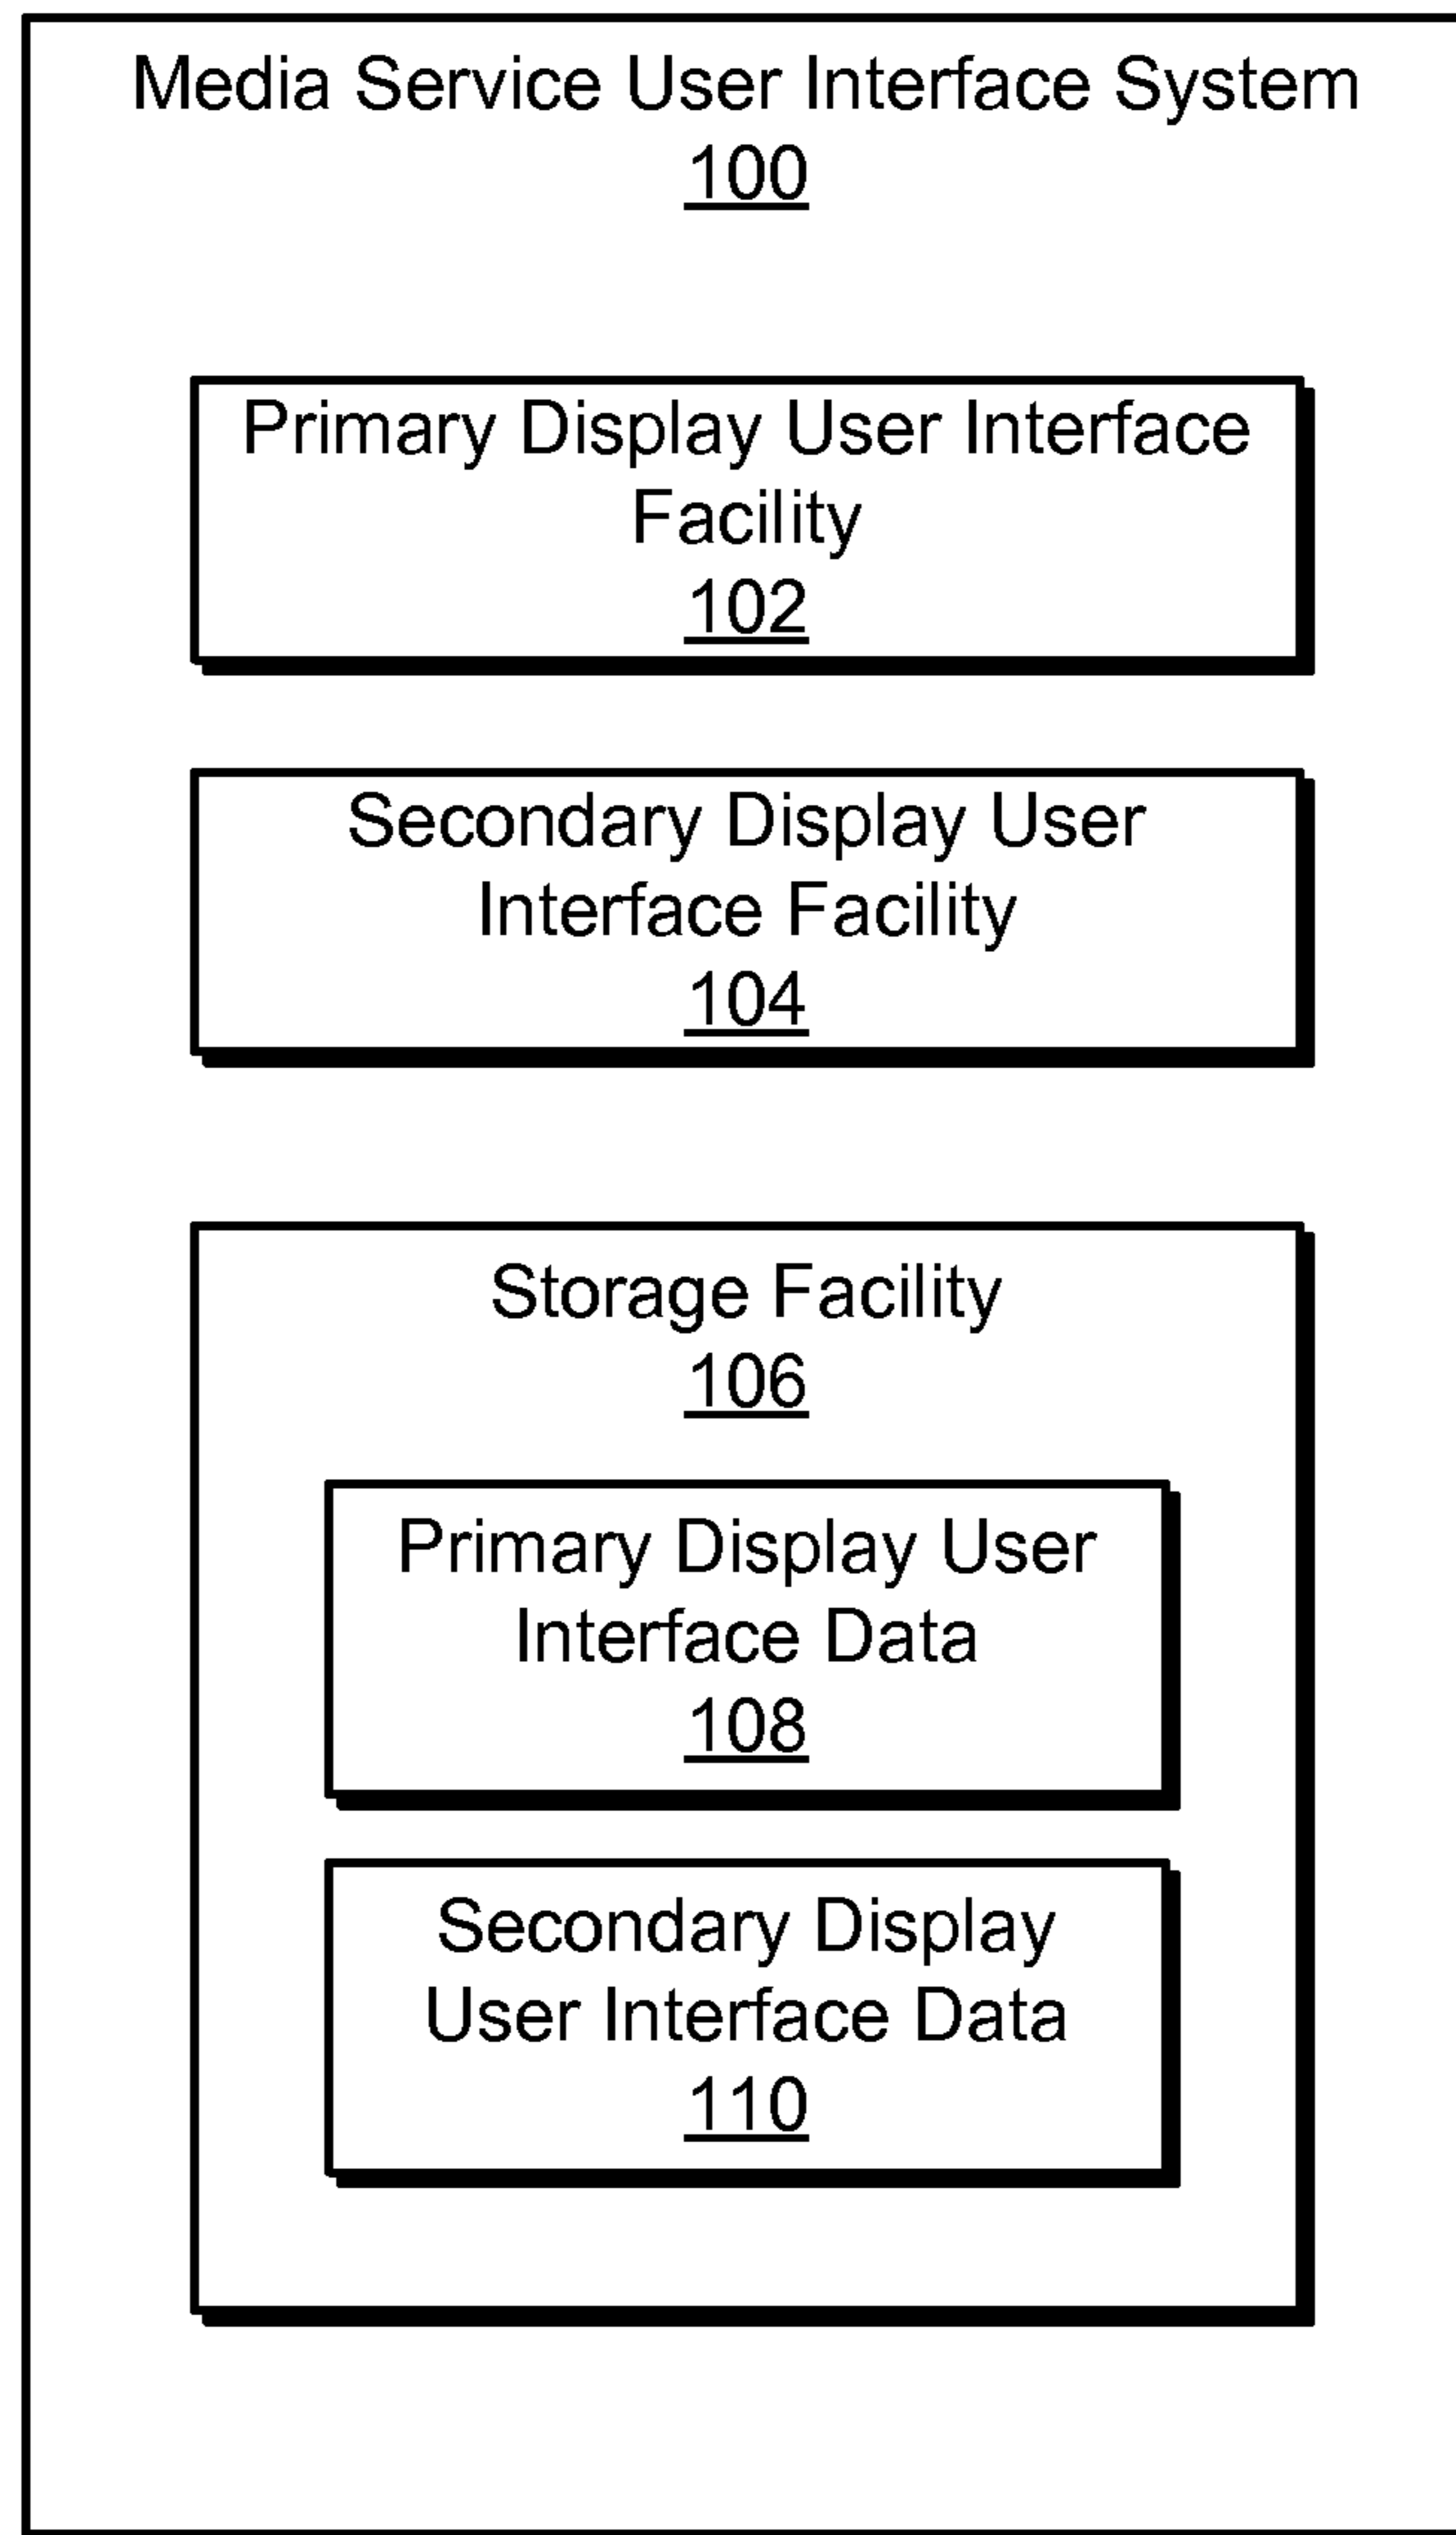 Media Service User Interface System
100
Primary Display User Interface
Facility
102
Secondary Display User
Interface Facility
104
Storage Facility
106
Primary Display User
Interface Data
108
Secondary Display
User Interface Data
110